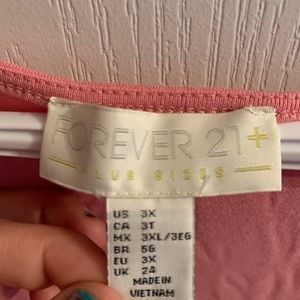 FOREVER 21+
PLUS SIZES
US 3X
CA 3T
MX 3XL/3EG
BR 56
EU 3X
UK 24
MADE IN
VIETNAM